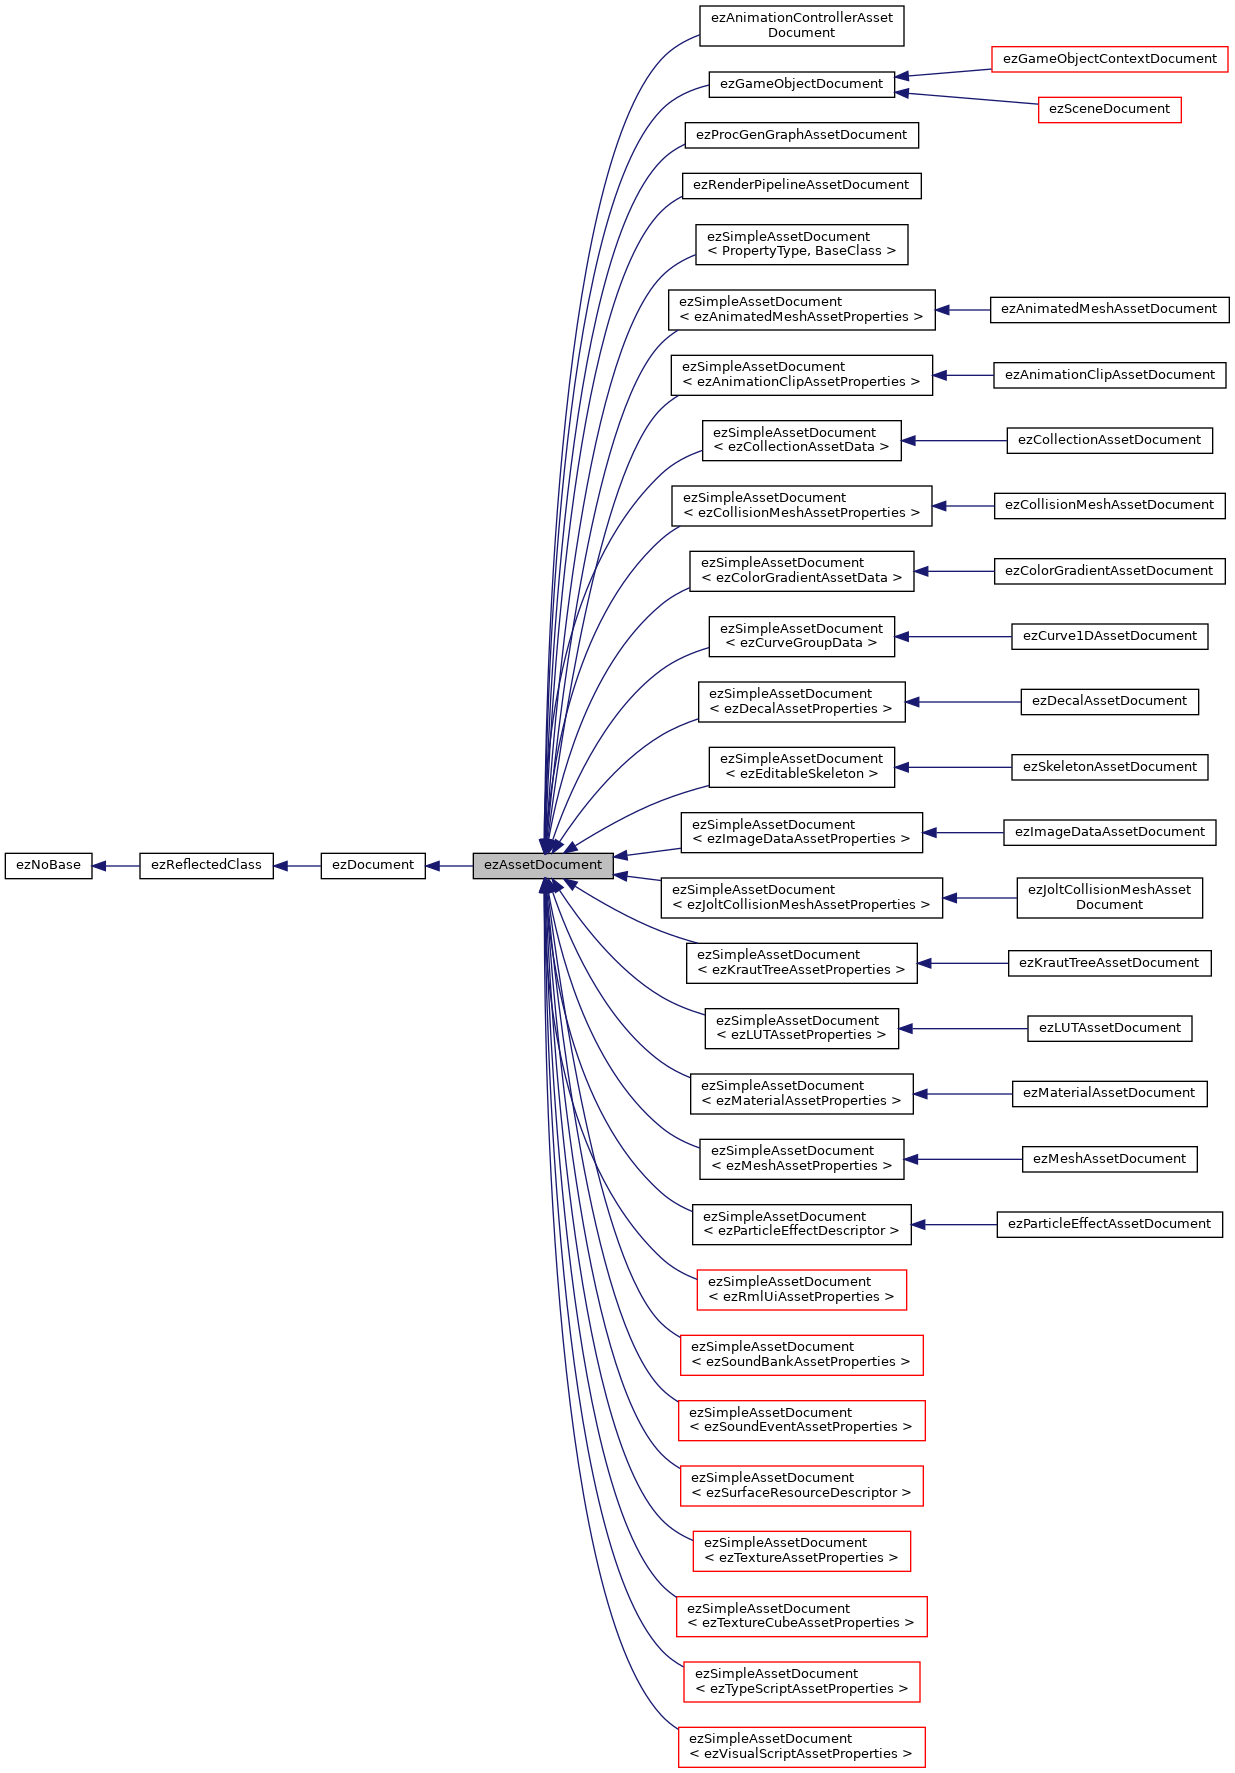 ezAnimationControllerAsset
Document
ezGameObjectDocument
ezGameObjectContextDocument
ezSceneDocument
ezProcGenGraphAssetDocument
ezRenderPipelineAssetDocument
ezSimpleAssetDocument
< PropertyType, BaseClass >
ezSimpleAssetDocument
< ezAnimatedMeshAssetProperties >
ezAnimatedMeshAssetDocument
ezSimpleAssetDocument
< ezAnimationClipAssetProperties >
ezAnimationClipAssetDocument
ezSimpleAssetDocument
< ezCollectionAssetData >
ezCollectionAssetDocument
ezSimpleAssetDocument
< ezCollisionMeshAssetProperties >
ezCollisionMeshAssetDocument
ezSimpleAssetDocument
< ezColorGradientAssetData >
ezColorGradientAssetDocument
ezSimpleAssetDocument
< ezCurveGroupData >
ezCurve1DAssetDocument
ezSimpleAssetDocument
< ezDecalAssetProperties >
ezDecalAssetDocument
ezSimpleAssetDocument
< ezEditableSkeleton >
ezSkeletonAssetDocument
ezSimpleAssetDocument
< ezImageDataAssetProperties >
ezImageDataAssetDocument
ezNoBase
ezReflectedClass
ezDocument
ezAssetDocument
ezSimpleAssetDocument
< ezJoltCollisionMeshAssetProperties >
ezJoltCollisionMeshAsset
Document
ezSimpleAssetDocument
< ezKrautTreeAssetProperties >
ezKrautTreeAssetDocument
ezSimpleAssetDocument
< ezLUTAssetProperties >
ezLUTAssetDocument
ezSimpleAssetDocument
< ezMaterialAssetProperties >
ezMaterialAssetDocument
ezSimpleAssetDocument
< ezMeshAssetProperties >
ezMeshAssetDocument
ezSimpleAssetDocument
< ezParticleEffectDescriptor >
ezParticleEffectAssetDocument
ezSimpleAssetDocument
< ezRmlUiAssetProperties >
ezSimpleAssetDocument
< ezSoundBankAssetProperties >
ezSimpleAssetDocument
< ezSoundEventAssetProperties >
ezSimpleAssetDocument
< ezSurfaceResourceDescriptor >
ezSimpleAssetDocument
< ezTextureAssetProperties >
ezSimpleAssetDocument
< ezTextureCubeAssetProperties >
ezSimpleAssetDocument
< ezTypeScriptAssetProperties >
ezSimpleAssetDocument
< ezVisualScriptAssetProperties >